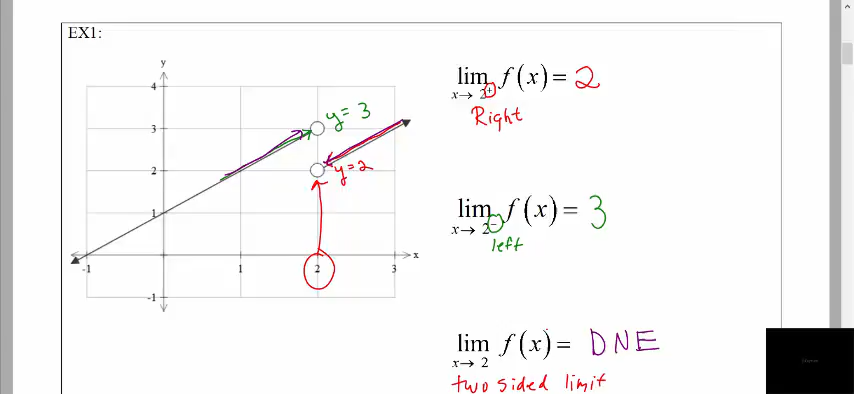 EX1:
y
4
3
2
1
-1
-1
1
2
3
x
y=3
y=2
lim f(x) = 2
x→ 2+
Right
lim f(x) = 3
x→ 2-
left
lim f(x) = DNE
x→ 2
two sided limit